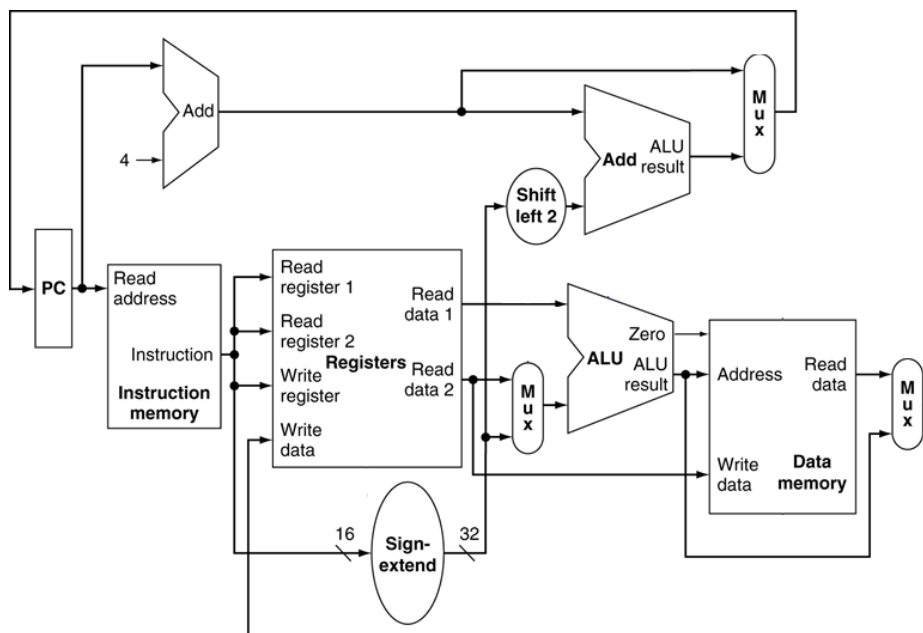 Add
4
M
u
x
Add
ALU
result
Shift
left 2
PC
Read
address
Instruction
Instruction
memory
Read
register 1
Read
register 2
Write
register
Write
data
Registers
Read
data 1
Read
data 2
M
u
x
ALU
Zero
ALU
result
Address
Write
data
Read
data
Data
memory
M
u
x
16
Sign-
extend
32